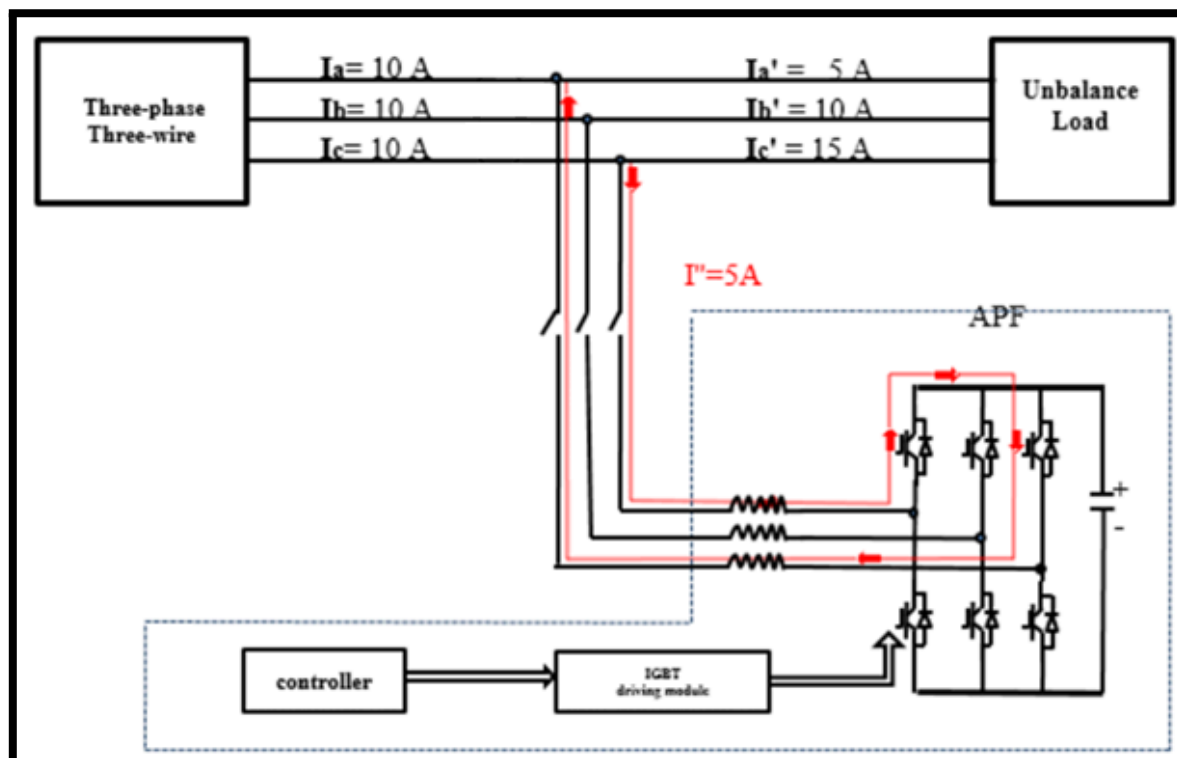 Three-phase
Three-wire
Ia= 10 A
Ib= 10 A
Ic= 10 A
Ia' = 5 A
Ib' = 10 A
Ic' = 15 A
Unbalance
Load
I"=5A
APF
+
-
controller
IGBT
driving module